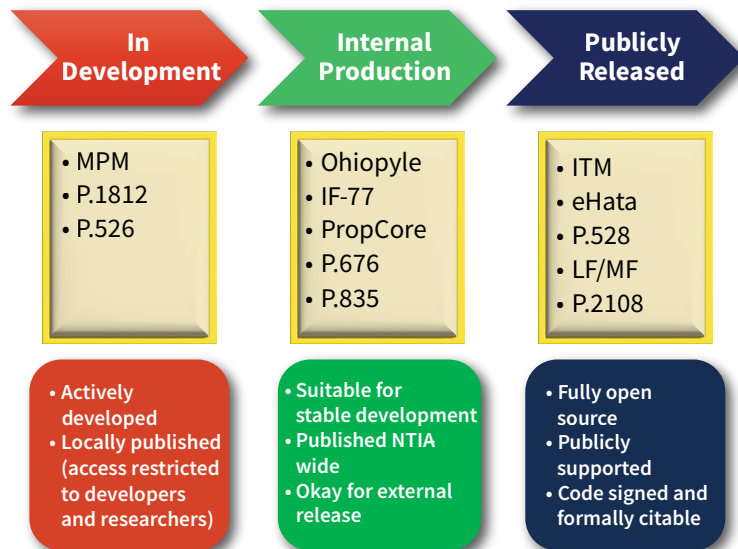 In
Development
Internal
Production
Publicly
Released
• MPM
• P.1812
• P.526
• Ohiopyle
• IF-77
• PropCore
• P.676
• P.835
• ITM
• eHata
• P.528
• LF/MF
• P.2108
• Actively
developed
• Locally published
(access restricted
to developers
and researchers)
• Suitable for
stable development
• Published NTIA
wide
• Okay for external
release
• Fully open
source
• Publicly
supported
• Code signed and
formally citable